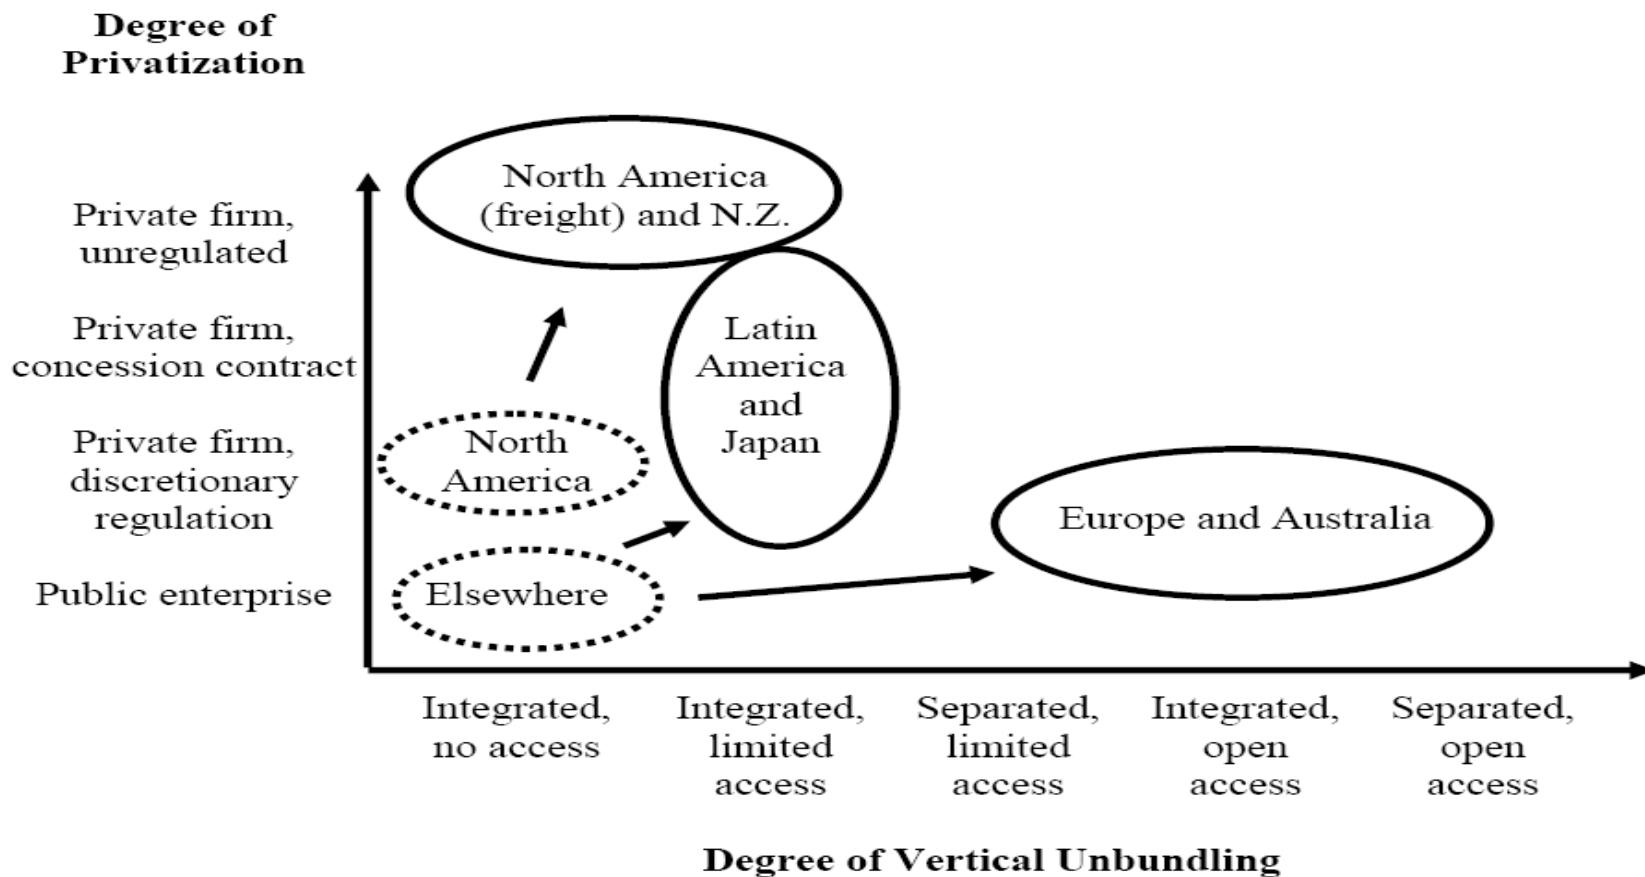 Degree of
Privatization
North America
(freight) and N.Z.
Private firm,
unregulated
Private firm,
concession contract
Latin
America
and
Japan
Private firm,
discretionary
regulation
North
America
Europe and Australia
Public enterprise
Elsewhere
Integrated,
no access
Integrated,
limited
access
Separated,
limited
access
Integrated,
open
access
Separated,
open
access
Degree of Vertical Unbundling